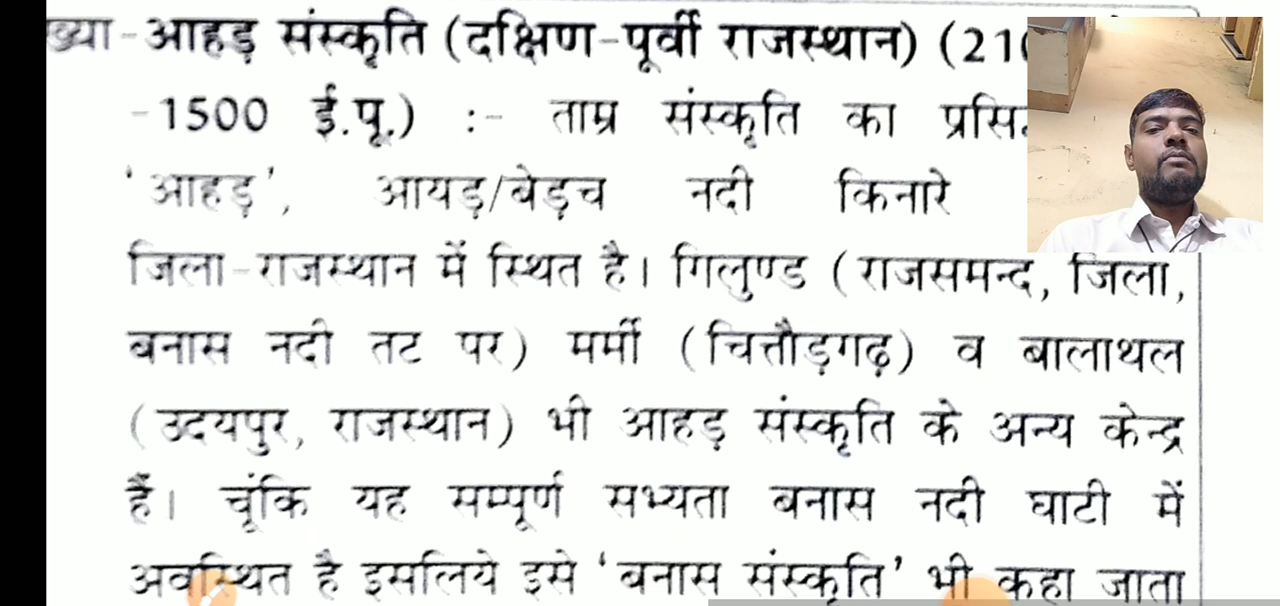 आहड़ संस्कृति (दक्षिण-पूर्वी राजस्थान)
-1500 ई.पू.) :- ताम्र संस्कृति का
'आहड़', आयड़/बेड़च नदी किनारे
जिला-राजस्थान में स्थित है। गिलुण्ड (राजसमन्द, जिला,
बनास नदी तट पर) मर्मी (चित्तौड़गढ़) व बालाथल
(उदयपुर, राजस्थान) भी आहड़ संस्कृति के अन्य केन्द्र
हैं। चूंकि यह सम्पूर्ण सभ्यता बनास नदी घाटी में
अवस्थित है इसलिये इसे 'बनास संस्कृति' भी कहा जाता